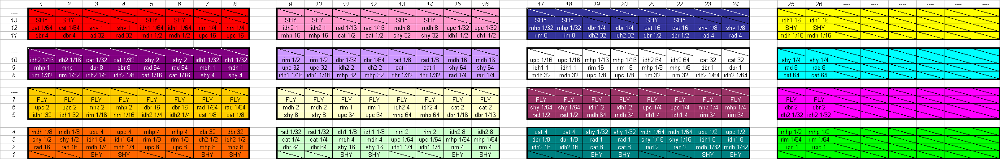 1 2 3 4 5 6 7 8 9 10 11 12 13 14 15 16 17 18 19 20 21 22 23 24 25 26 ---- ---- ---- ---- ---- ----
----
13 SHY SHY SHY SHY SHY SHY SHY SHY SHY SHY SHY SHY idh1 16 idh1 16
12 cat 1/64 cat 1/64 shy 1 shy 1 idh1 1/64 idh1 1/64 rim 1/4 rim 1/4 idh2 1 idh2 1 rad 1/16 rad 1/16 mdh 8 mdh 8 upc 1/32 upc 1/32 mhp 1/32 mhp 1/32 dbr 1/4 dbr 1/4 cat 16 cat 16 shy 1/8 shy 1/8 SHY SHY
11 dbr 4 dbr 4 rad 32 rad 32 mdh 1/2 mdh 1/2 upc 16 upc 16 mhp 16 mhp 16 cat 1/2 cat 1/2 shy 32 shy 32 idh1 1/2 idh1 1/2 rim 8 rim 8 idh2 32 idh2 32 dbr 1/2 dbr 1/2 rad 4 rad 4 mdh 1/16 mdh 1/16
----
10 idh2 1/16 idh2 1/16 cat 1/32 cat 1/32 shy 2 shy 2 idh1 1/32 idh1 1/32 rim 1/2 rim 1/2 dbr 1/64 dbr 1/64 rad 1/8 rad 1/8 mdh 16 mdh 16 upc 1/16 upc 1/16 mhp 1/16 mhp 1/16 idh2 64 idh2 64 cat 32 cat 32 shy 1/4 shy 1/4
9 mhp 1 mhp 1 dbr 8 dbr 8 rad 64 rad 64 mdh 1 mdh 1 upc 32 upc 32 idh2 2 idh2 2 cat 1 cat 1 shy 64 shy 64 idh1 1 idh1 1 rim 16 rim 16 mhp 1/8 mhp 1/8 dbr 1 dbr 1 rad 8 rad 8
8 rim 1/32 rim 1/32 idh2 1/8 idh2 1/8 cat 1/16 cat 1/16 shy 4 shy 4 idh1 1/16 idh1 1/16 mhp 32 mhp 32 dbr 1/32 dbr 1/32 rad 1/4 rad 1/4 mdh 32 mdh 32 upc 1/8 upc 1/8 rim 32 rim 32 idh2 1/64 idh2 1/64 cat 64 cat 64
----
7 FLY FLY FLY FLY FLY FLY FLY FLY FLY FLY FLY FLY FLY FLY FLY FLY FLY FLY FLY FLY FLY FLY FLY FLY FLY FLY
6 upc 2 upc 2 mhp 2 mhp 2 dbr 16 dbr 16 rad 1/64 rad 1/64 mdh 2 mdh 2 rim 1 rim 1 idh2 4 idh2 4 cat 2 cat 2 shy 1/64 shy 1/64 idh1 2 idh1 2 upc 1/4 upc 1/4 mhp 1/4 mhp 1/4 dbr 2 dbr 2
5 idh1 32 idh1 32 rim 1/16 rim 1/16 idh2 1/4 idh2 1/4 cat 1/8 cat 1/8 shy 8 shy 8 upc 64 upc 64 mhp 64 mhp 64 dbr 1/16 dbr 1/16 rad 1/2 rad 1/2 mdh 64 mdh 64 idh1 4 idh1 4 rim 64 rim 64 idh2 1/32 idh2 1/32
4 mdh 1/8 mdh 1/8 upc 4 upc 4 mhp 4 mhp 4 dbr 32 dbr 32 rad 1/32 rad 1/32 idh1 1/8 idh1 1/8 rim 2 rim 2 idh2 8 idh2 8 cat 4 cat 4 shy 1/32 shy 1/32 mdh 1/64 mdh 1/64 upc 1/2 upc 1/2 mhp 1/2 mhp 1/2
3 shy 1/2 shy 1/2 idh1 64 idh1 64 rim 1/8 rim 1/8 idh2 1/2 idh2 1/2 cat 1/4 cat 1/4 mdh 4 mdh 4 upc 1/64 upc 1/64 mhp 1/64 mhp 1/64 dbr 1/8 dbr 1/8 rad 1 rad 1 shy 1/16 shy 1/16 idh1 8 idh1 8 rim 1/64 rim 1/64
2 rad 16 rad 16 mdh 1/4 mdh 1/4 upc 8 upc 8 mhp 8 mhp 8 dbr 64 dbr 64 shy 16 shy 16 idh1 1/4 idh1 1/4 rim 4 rim 4 idh2 16 idh2 16 cat 8 cat 8 rad 2 rad 2 mdh 1/32 mdh 1/32 upc 1 upc 1
1 SHY SHY SHY SHY SHY SHY SHY SHY SHY SHY SHY SHY